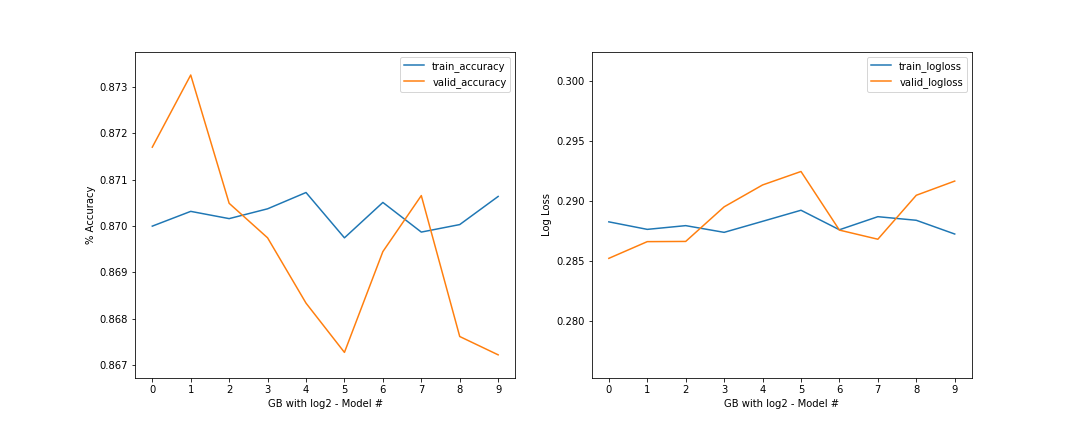 train_accuracy
valid_accuracy
0.873
0.872
0.871
0.870
0.869
0.868
0.867
% Accuracy
0 1 2 3 4 5 6 7 8 9
GB with log2 - Model #
train_logloss
valid_logloss
0.300
0.295
0.290
0.285
0.280
Log Loss
0 1 2 3 4 5 6 7 8 9
GB with log2 - Model #